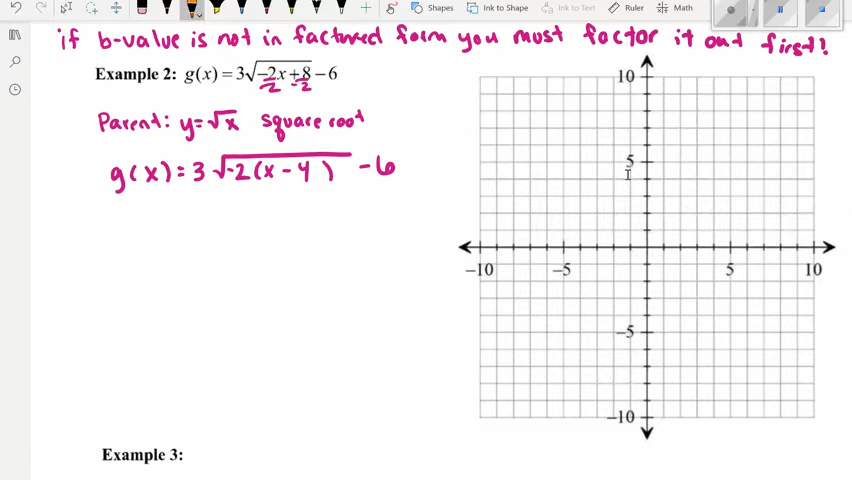 Shapes Ink to Shape Ink to Text Ruler Math
if b-value is not in factured form you must factor it out first!
Example 2: g(x) = 3√(-2x + 8) - 6
-2 -2
Parent: y = √x square root
g(x) = 3 √(-2(x - 4)) - 6
10
5
-10 -5 5 10
-5
-10
Example 3: